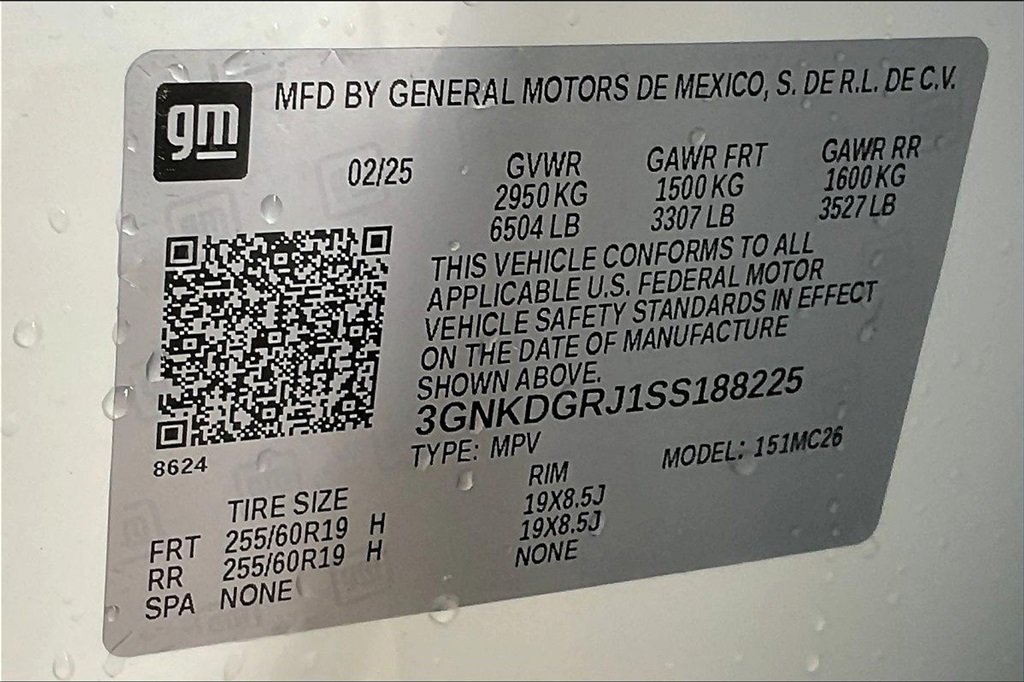 gm
MFD BY GENERAL MOTORS DE MEXICO, S. DE R.L. DE C.V.
02/25 GVWR GAWR FRT GAWR RR
2950 KG 1500 KG 1600 KG
6504 LB 3307 LB 3527 LB
THIS VEHICLE CONFORMS TO ALL
APPLICABLE U.S. FEDERAL MOTOR
VEHICLE SAFETY STANDARDS IN EFFECT
ON THE DATE OF MANUFACTURE
SHOWN ABOVE.
3GNKDGRJ1SS188225
TYPE: MPV MODEL: 151MC26
8624
TIRE SIZE RIM
FRT 255/60R19 H 19X8.5J
RR 255/60R19 H 19X8.5J
SPA NONE NONE